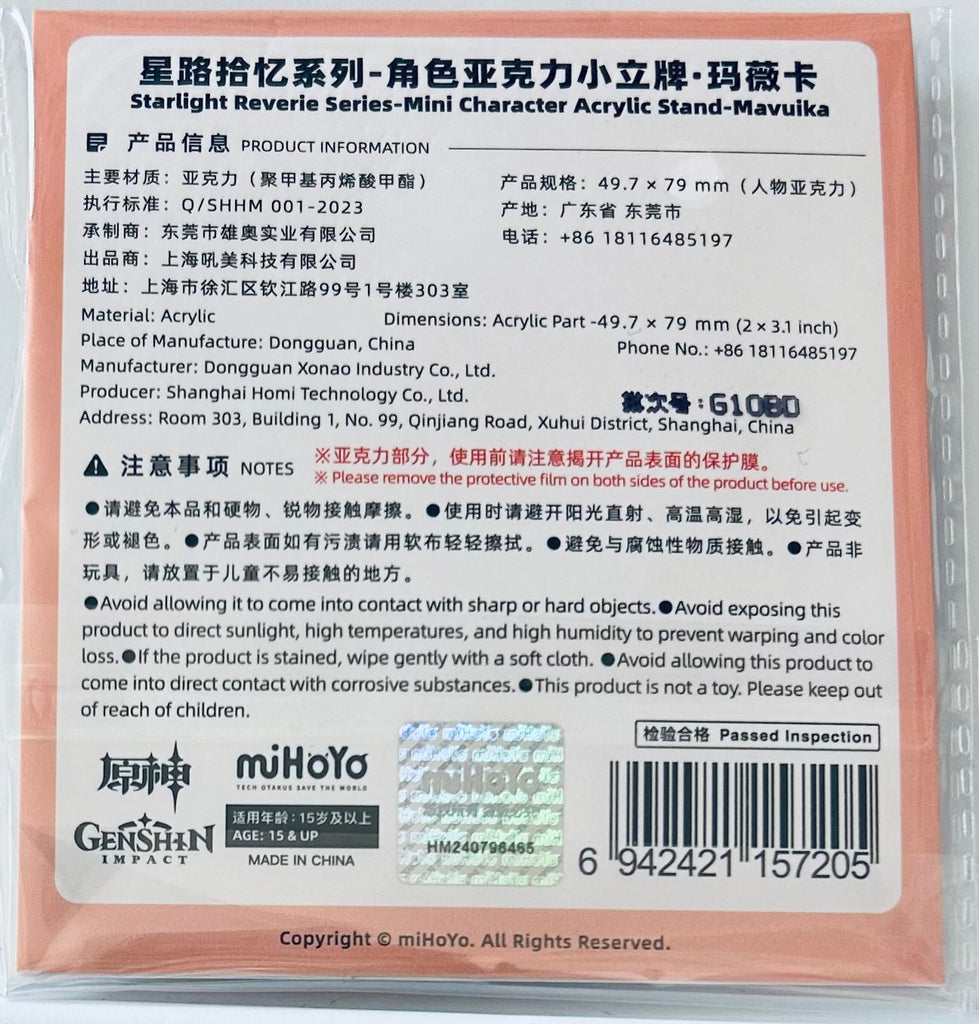 星路拾忆系列-角色亚克力小立牌·玛薇卡
Starlight Reverie Series-Mini Character Acrylic Stand-Mavuika
产品信息 PRODUCT INFORMATION
主要材质：亚克力（聚甲基丙烯酸甲酯）
产品规格：49.7 × 79 mm（人物亚克力）
执行标准：Q/SHHM 001-2023
产地：广东省 东莞市
承制商：东莞市雄奥实业有限公司
电话：+86 18116485197
出品商：上海吼美科技有限公司
地址：上海市徐汇区钦江路99号1号楼303室
Material: Acrylic
Dimensions: Acrylic Part -49.7 × 79 mm (2 × 3.1 inch)
Place of Manufacture: Dongguan, China
Phone No.: +86 18116485197
Manufacturer: Dongguan Xonao Industry Co., Ltd.
Producer: Shanghai Homi Technology Co., Ltd.
批次号：G10BD
Address: Room 303, Building 1, No. 99, Qinjiang Road, Xuhui District, Shanghai, China
注意事项 NOTES
※亚克力部分，使用前请注意揭开产品表面的保护膜。
※ Please remove the protective film on both sides of the product before use.
●请避免本品和硬物、锐物接触摩擦。●使用时请避开阳光直射、高温高湿，以免引起变
形或褪色。●产品表面如有污渍请用软布轻轻擦拭。●避免与腐蚀性物质接触。●产品非
玩具，请放置于儿童不易接触的地方。
●Avoid allowing it to come into contact with sharp or hard objects.●Avoid exposing this
product to direct sunlight, high temperatures, and high humidity to prevent warping and color
loss.●If the product is stained, wipe gently with a soft cloth. ●Avoid allowing this product to
come into direct contact with corrosive substances.●This product is not a toy. Please keep out
of reach of children.
原神
GENSHIN
IMPACT
miHoYo
TECH OTAKUS SAVE THE WORLD
适用年龄：15岁及以上
AGE: 15 & UP
MADE IN CHINA
miHoYo
HM240796465
检验合格 Passed Inspection
6 942421 157205
Copyright © miHoYo. All Rights Reserved.